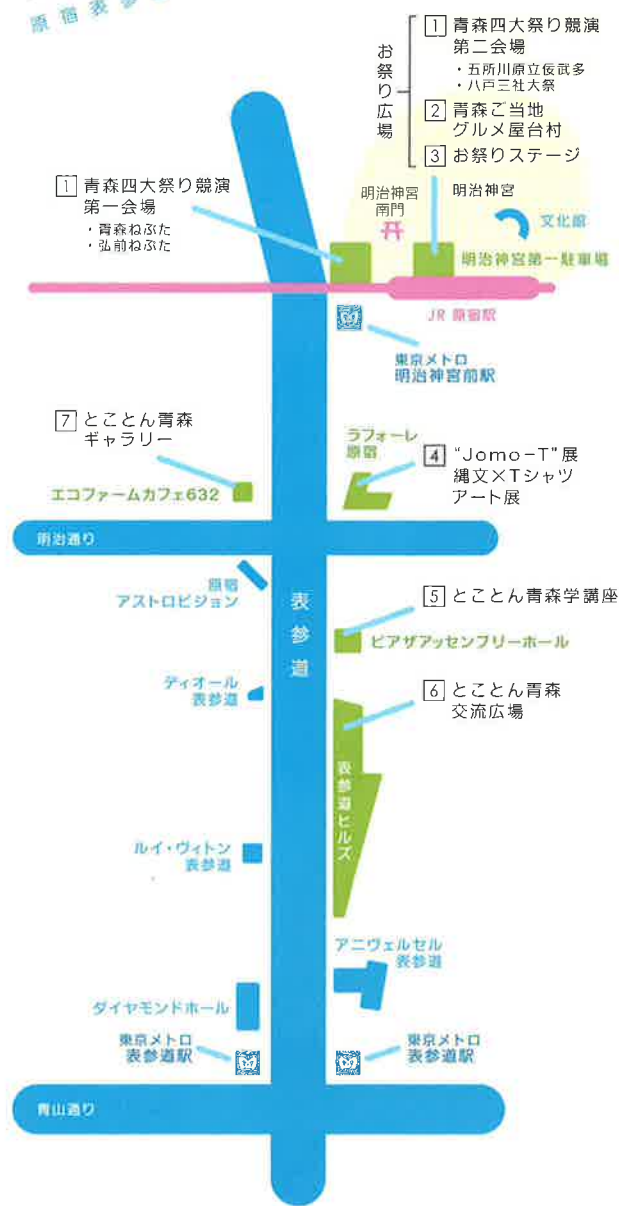 原宿表参
お祭り広場
1 青森四大祭り競演
第二会場
・五所川原立佞武多
・八戸三社大祭
2 青森ご当地
グルメ屋台村
3 お祭りステージ
1 青森四大祭り競演
第一会場
・青森ねぶた
・弘前ねぷた
明治神宮
南門
明治神宮
文化館
明治神宮第一駐車場
JR 原宿駅
東京メトロ
明治神宮前駅
7 とことん青森
ギャラリー
エコファームカフェ632
ラフォーレ
原宿
4 “Jomo-T”展
縄文×Tシャツ
アート展
明治通り
原宿
アストロビジョン
表参道
5 とことん青森学講座
ピアザアッセンブリーホール
ディオール
表参道
6 とことん青森
交流広場
表参道ヒルズ
ルイ・ヴィトン
表参道
アニヴェルセル
表参道
ダイヤモンドホール
東京メトロ
表参道駅
東京メトロ
表参道駅
青山通り